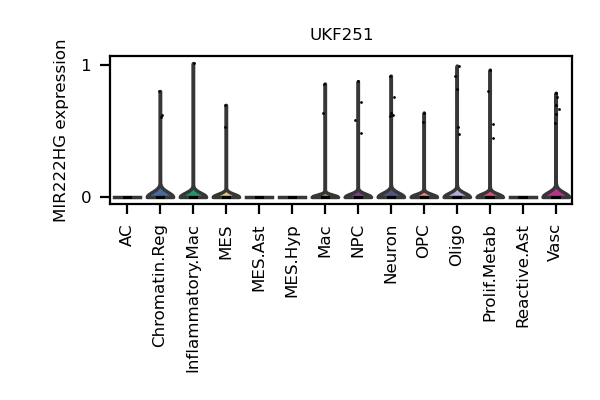 UKF251
MIR222HG expression
1
0
AC
Chromatin.Reg
Inflammatory.Mac
MES
MES.Ast
MES.Hyp
Mac
NPC
Neuron
OPC
Oligo
Prolif.Metab
Reactive.Ast
Vasc